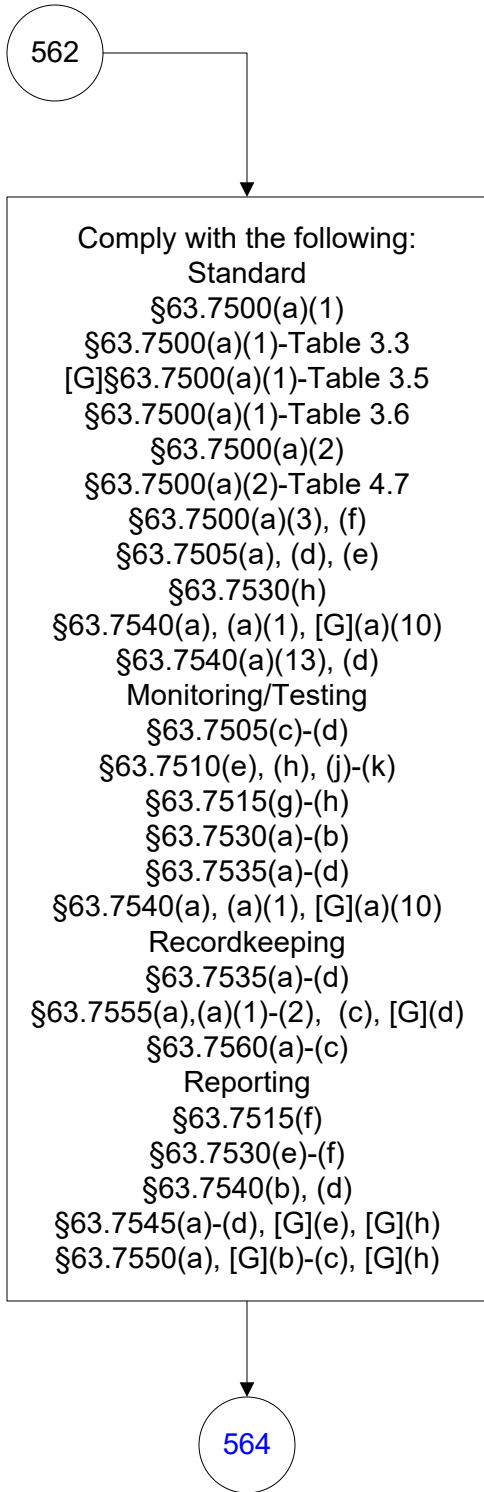 562
Comply with the following:
Standard
§63.7500(a)(1)
§63.7500(a)(1)-Table 3.3
[G]§63.7500(a)(1)-Table 3.5
§63.7500(a)(1)-Table 3.6
§63.7500(a)(2)
§63.7500(a)(2)-Table 4.7
§63.7500(a)(3), (f)
§63.7505(a), (d), (e)
§63.7530(h)
§63.7540(a), (a)(1), [G](a)(10)
§63.7540(a)(13), (d)
Monitoring/Testing
§63.7505(c)-(d)
§63.7510(e), (h), (j)-(k)
§63.7515(g)-(h)
§63.7530(a)-(b)
§63.7535(a)-(d)
§63.7540(a), (a)(1), [G](a)(10)
Recordkeeping
§63.7535(a)-(d)
§63.7555(a),(a)(1)-(2),  (c), [G](d)
§63.7560(a)-(c)
Reporting
§63.7515(f)
§63.7530(e)-(f)
§63.7540(b), (d)
§63.7545(a)-(d), [G](e), [G](h)
§63.7550(a), [G](b)-(c), [G](h)
564